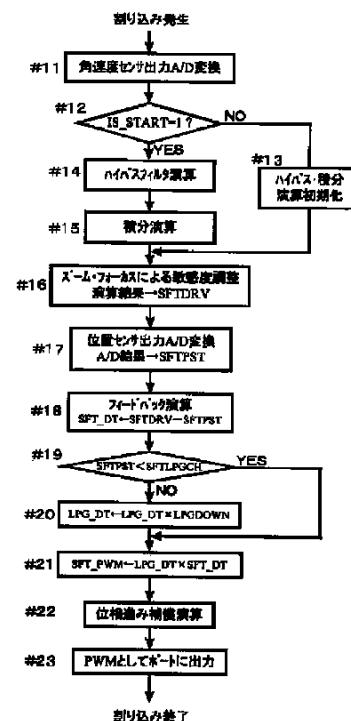 割り込み発生
#11
角速度センサ出力A/D変換
#12
IS_START=1?
NO
YES
#13
ハイパス・積分
演算初期化
#14
ハイパスフィルタ演算
#15
積分演算
#16
ズーム・フォーカスによる敏感度調整
演算結果→SFTDRV
#17
位置センサ出力A/D変換
A/D結果→SFTPST
#18
フィードバック演算
SFT_DT←SFTDRV−SFTPST
#19
SFTPST<SFTLPGCH
YES
NO
#20
LPG_DT←LPG_DT×LPGDOWN
#21
SFT_PWM←LPG_DT×SFT_DT
#22
位相進み補償演算
#23
PWMとしてポートに出力
割り込み終了